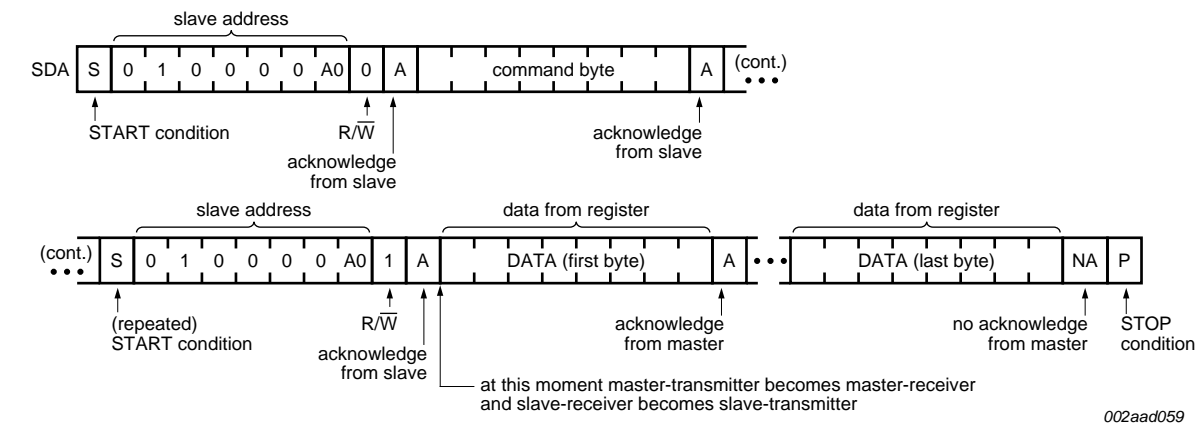 slave address
SDA S 0 1 0 0 0 0 A0 0 A command byte A (cont.)
START condition R/W̅ acknowledge
from slave
acknowledge
from slave
slave address data from register data from register
(cont.) S 0 1 0 0 0 0 A0 1 A DATA (first byte) A DATA (last byte) NA P
(repeated)
START condition
R/W̅
acknowledge
from slave
acknowledge
from master
no acknowledge
from master
STOP
condition
at this moment master-transmitter becomes master-receiver
and slave-receiver becomes slave-transmitter
002aad059